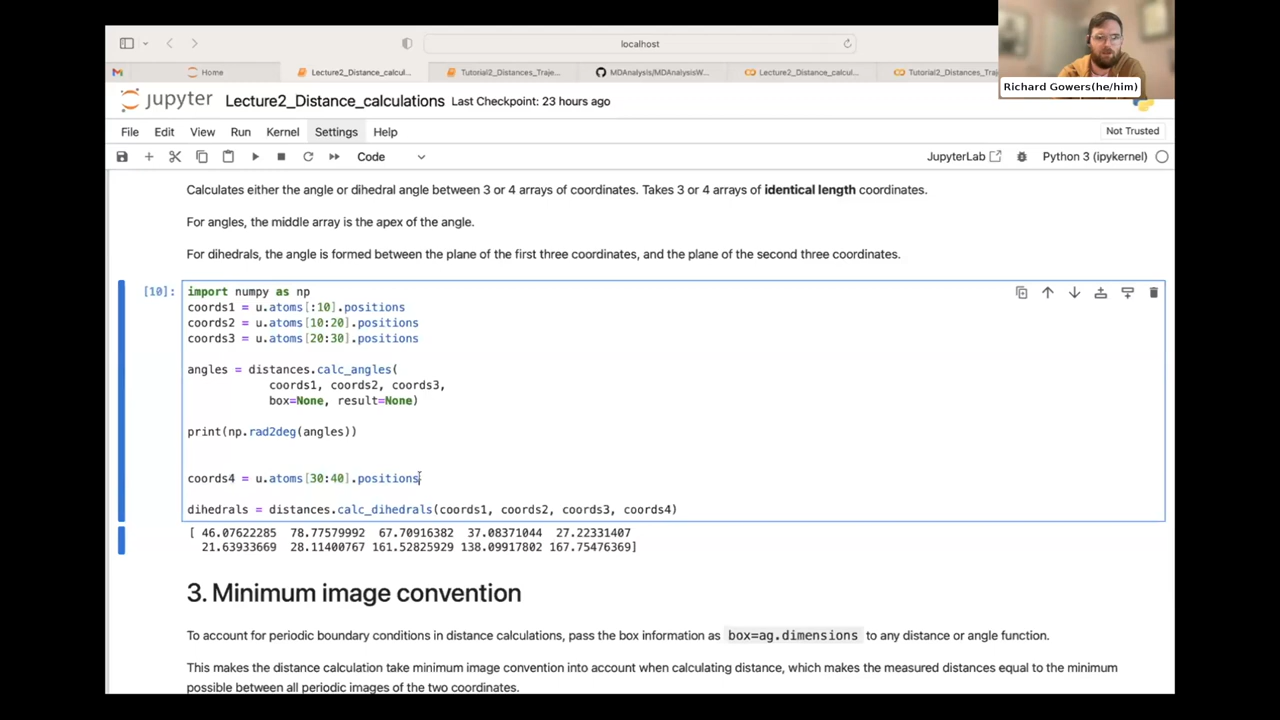 localhost
Home
Lecture2_Distance_calcul...
Tutorial2_Distances_Traje...
MDAnalysis/MDAnalysisW...
Lecture2_Distance_calcul...
Tutorial2_Distances_Tra
Richard Gowers(he/him)
jupyter Lecture2_Distance_calculations Last Checkpoint: 23 hours ago
File Edit View Run Kernel Settings Help Not Trusted
Code JupyterLab Python 3 (ipykernel)
Calculates either the angle or dihedral angle between 3 or 4 arrays of coordinates. Takes 3 or 4 arrays of identical length coordinates.
For angles, the middle array is the apex of the angle.
For dihedrals, the angle is formed between the plane of the first three coordinates, and the plane of the second three coordinates.
[10]: import numpy as np
coords1 = u.atoms[:10].positions
coords2 = u.atoms[10:20].positions
coords3 = u.atoms[20:30].positions
angles = distances.calc_angles(
coords1, coords2, coords3,
box=None, result=None)
print(np.rad2deg(angles))
coords4 = u.atoms[30:40].positions
dihedrals = distances.calc_dihedrals(coords1, coords2, coords3, coords4)
[ 46.07622285 78.77579992 67.70916382 37.08371044 27.22331407
21.63933669 28.11400767 161.52825929 138.09917802 167.75476369]
3. Minimum image convention
To account for periodic boundary conditions in distance calculations, pass the box information as box=ag.dimensions to any distance or angle function.
This makes the distance calculation take minimum image convention into account when calculating distance, which makes the measured distances equal to the minimum
possible between all periodic images of the two coordinates.